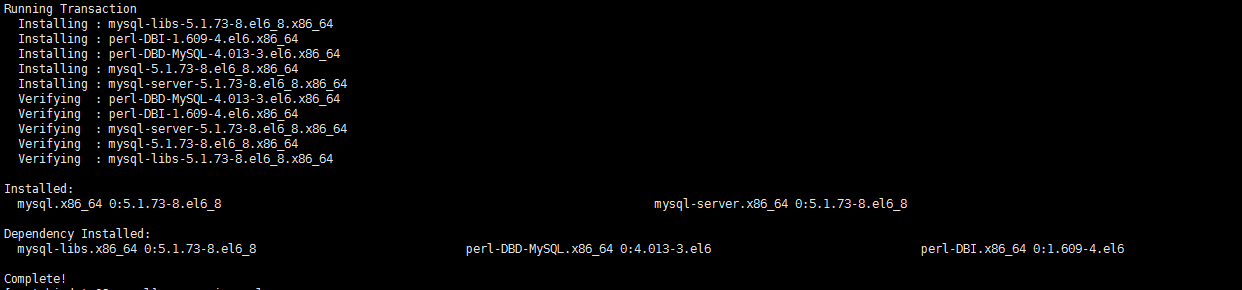 Running Transaction
  Installing : mysql-libs-5.1.73-8.el6_8.x86_64
  Installing : perl-DBI-1.609-4.el6.x86_64
  Installing : perl-DBD-MySQL-4.013-3.el6.x86_64
  Installing : mysql-5.1.73-8.el6_8.x86_64
  Installing : mysql-server-5.1.73-8.el6_8.x86_64
  Verifying  : perl-DBD-MySQL-4.013-3.el6.x86_64
  Verifying  : perl-DBI-1.609-4.el6.x86_64
  Verifying  : mysql-server-5.1.73-8.el6_8.x86_64
  Verifying  : mysql-5.1.73-8.el6_8.x86_64
  Verifying  : mysql-libs-5.1.73-8.el6_8.x86_64

Installed:
  mysql.x86_64 0:5.1.73-8.el6_8 mysql-server.x86_64 0:5.1.73-8.el6_8

Dependency Installed:
  mysql-libs.x86_64 0:5.1.73-8.el6_8 perl-DBD-MySQL.x86_64 0:4.013-3.el6 perl-DBI.x86_64 0:1.609-4.el6

Complete!